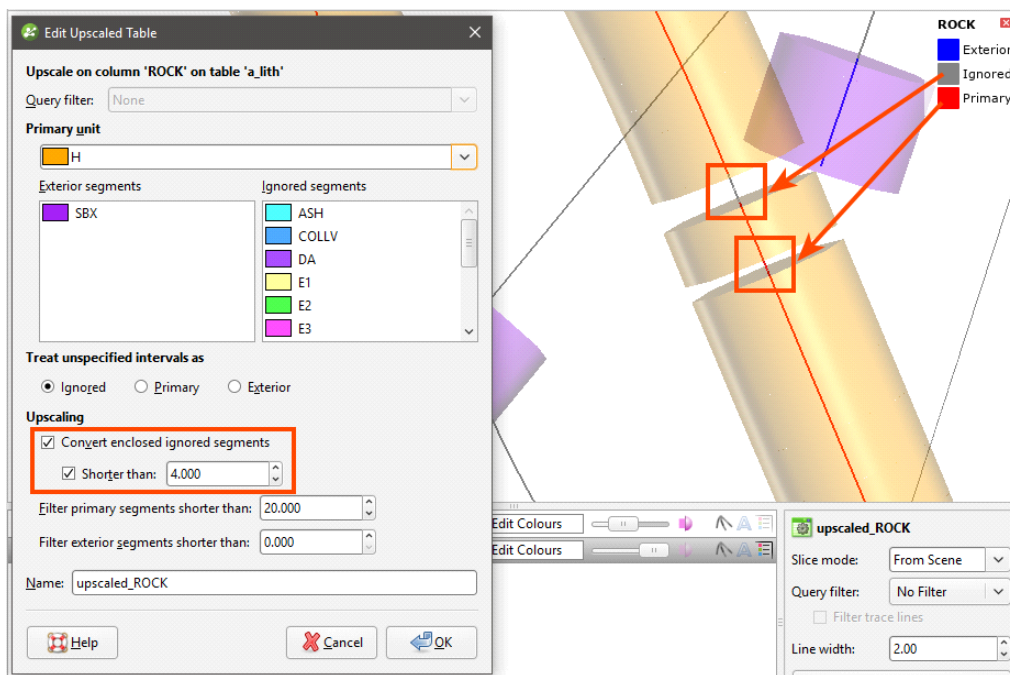 Edit Upscaled Table
Upscale on column 'ROCK' on table 'a_lith'
Query filter: None
Primary unit
H
Exterior segments Ignored segments
SBX
ASH
COLLV
DA
E1
E2
E3
Treat unspecified intervals as
Ignored Primary Exterior
Upscaling
Convert enclosed ignored segments
Shorter than: 4.000
Filter primary segments shorter than: 20.000
Filter exterior segments shorter than: 0.000
Name: upscaled_ROCK
Help Cancel OK
ROCK
Exterior
Ignored
Primary
Edit Colours
Edit Colours
upscaled_ROCK
Slice mode: From Scene
Query filter: No Filter
Filter trace lines
Line width: 2.00